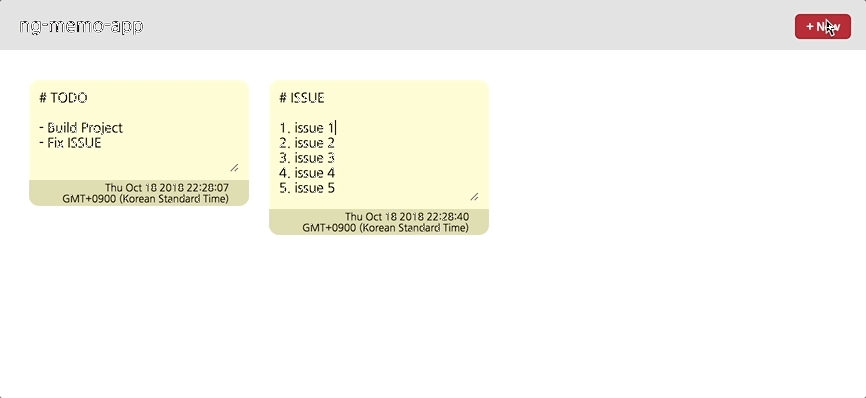 ng-memo-app
+ New
# TODO
- Build Project
- Fix ISSUE
Thu Oct 18 2018 22:28:07
GMT+0900 (Korean Standard Time)
# ISSUE
1. issue 1
2. issue 2
3. issue 3
4. issue 4
5. issue 5
Thu Oct 18 2018 22:28:40
GMT+0900 (Korean Standard Time)